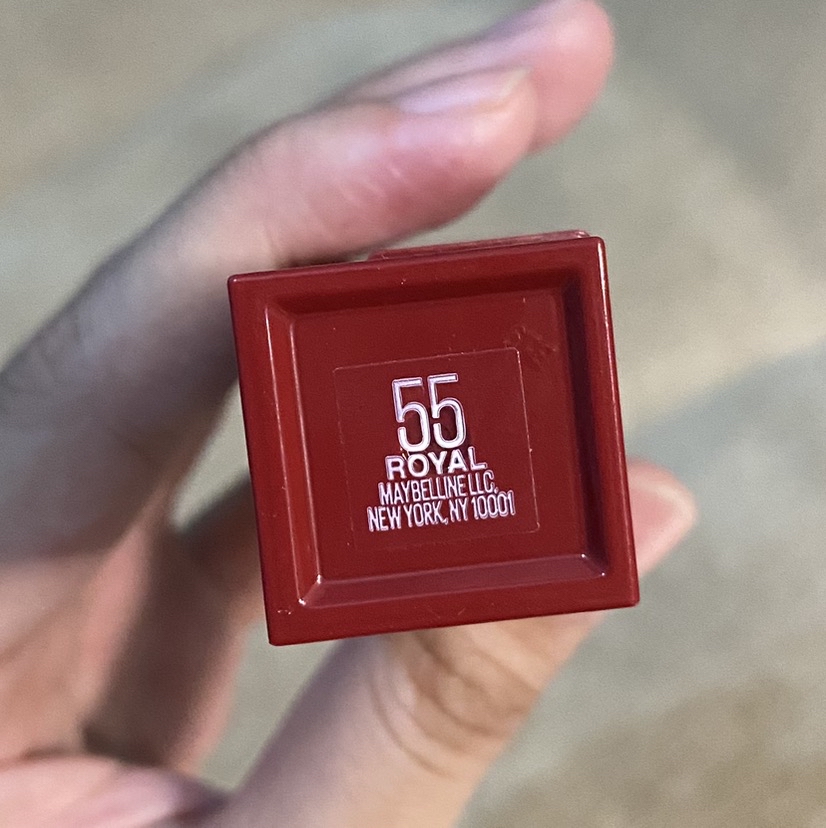 55
ROYAL
MAYBELLINE LLC,
NEW YORK, NY 10001